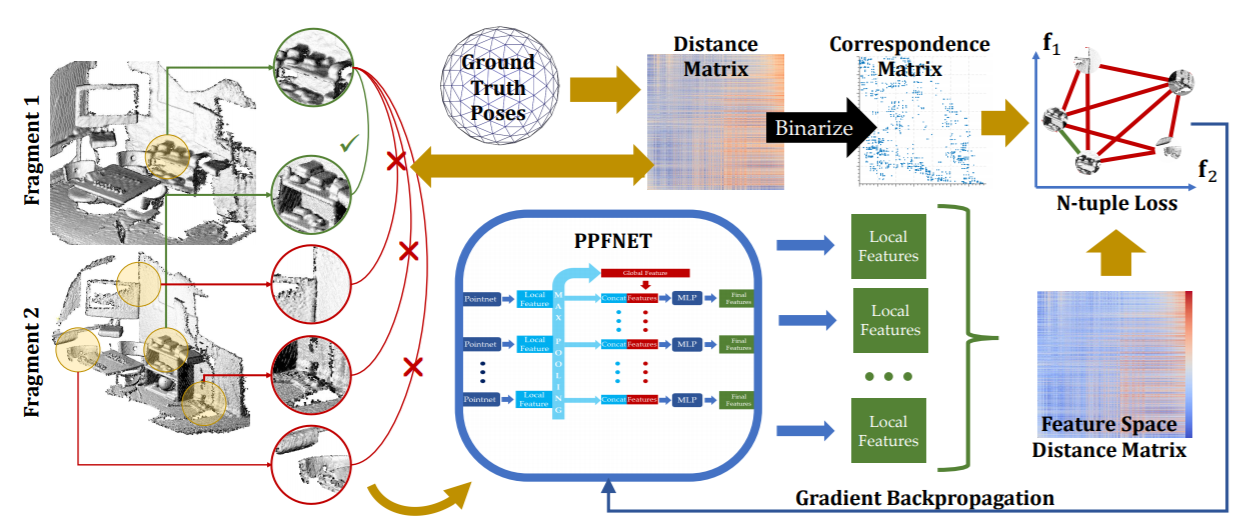 Fragment 1
Fragment 2
Ground
Truth
Poses
Distance
Matrix
Binarize
Correspondence
Matrix
f1
f2
N-tuple Loss
PPFNET
Global Feature
Pointnet
Local
Feature
MAX POOLING
Concat Features
MLP
Final
Features
Pointnet
Local
Feature
Concat Features
MLP
Final
Features
Pointnet
Local
Feature
Concat Features
MLP
Final
Features
Local
Features
Local
Features
Local
Features
Feature Space
Distance Matrix
Gradient Backpropagation